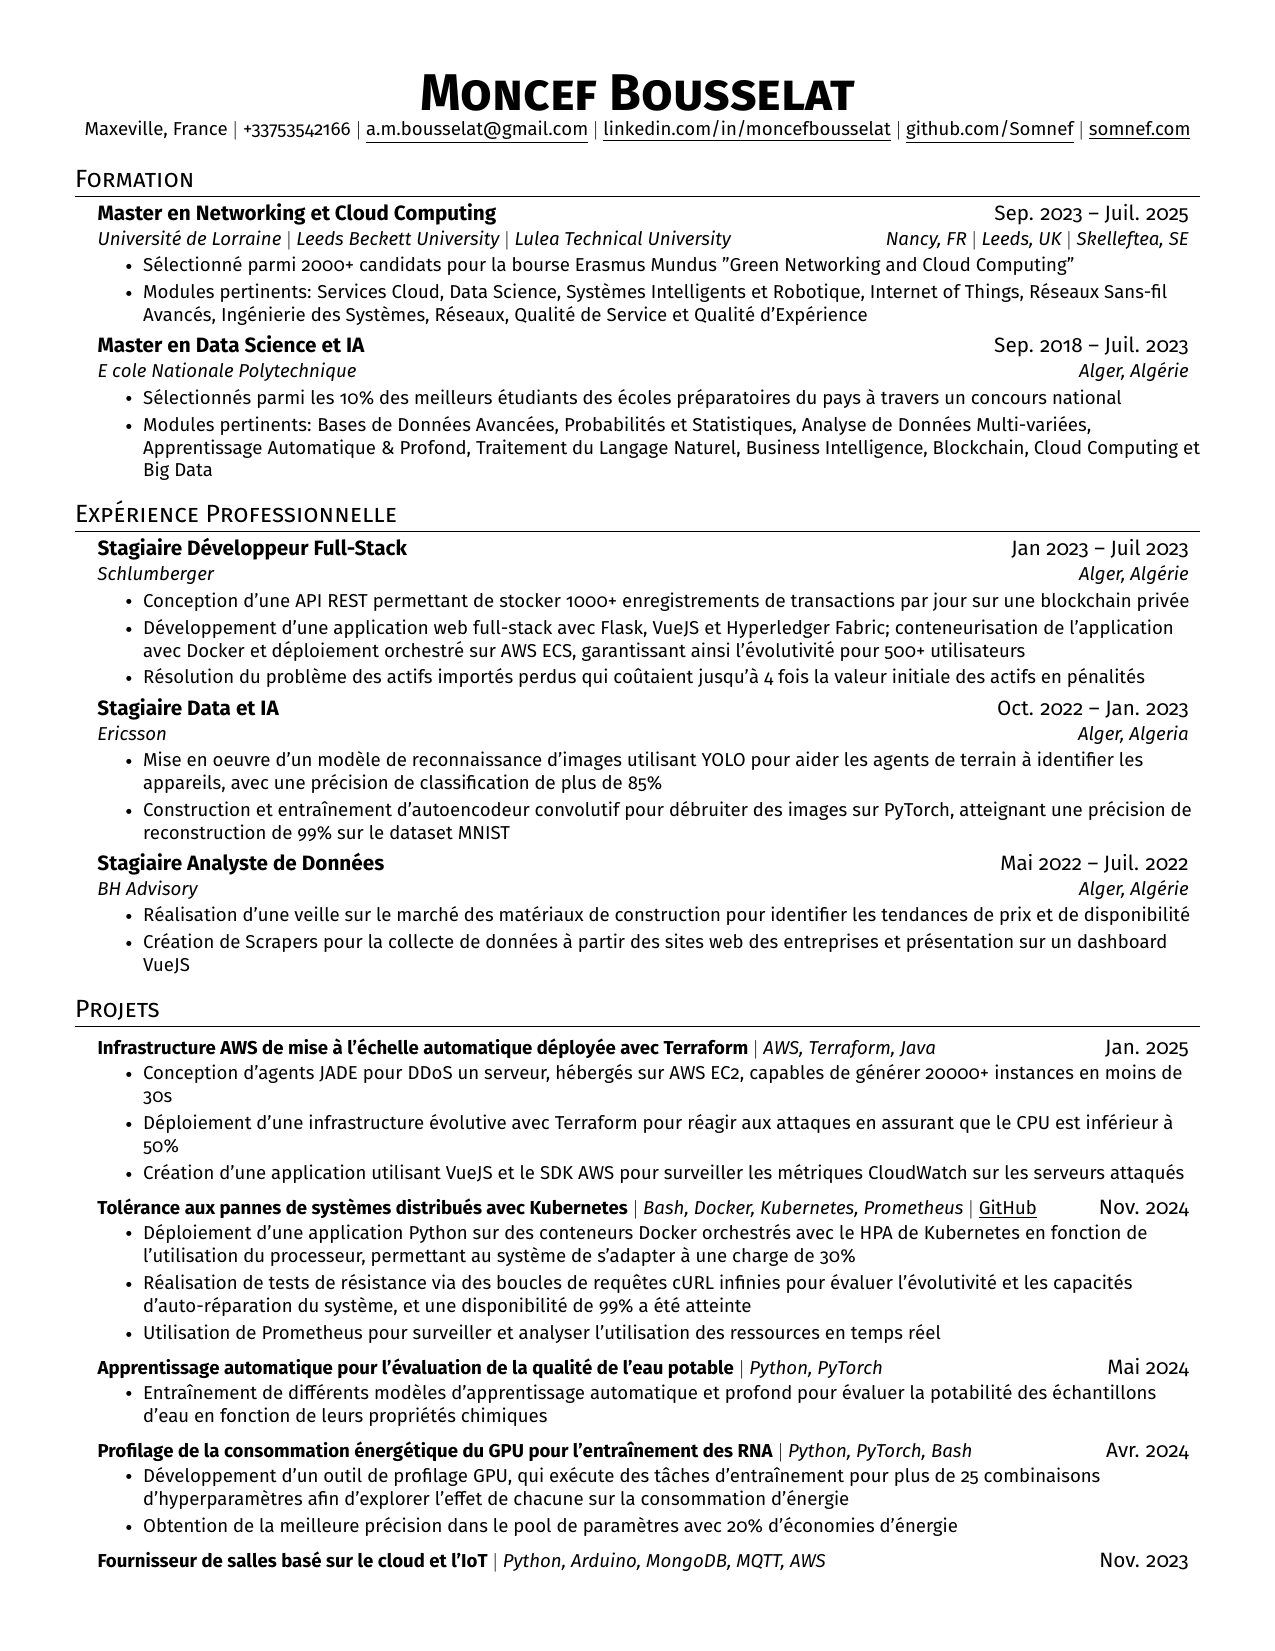 Moncef Bousselat
Maxeville, France | +33753542166 | a.m.bousselat@gmail.com | linkedin.com/in/moncefbousselat | github.com/Somnef | somnef.com
Formation
Master en Networking et Cloud Computing Sep. 2023 – Juil. 2025
Université de Lorraine | Leeds Beckett University | Lulea Technical University Nancy, FR | Leeds, UK | Skelleftea, SE
• Sélectionné parmi 2000+ candidats pour la bourse Erasmus Mundus ”Green Networking and Cloud Computing”
• Modules pertinents: Services Cloud, Data Science, Systèmes Intelligents et Robotique, Internet of Things, Réseaux Sans-fil
Avancés, Ingénierie des Systèmes, Réseaux, Qualité de Service et Qualité d’Expérience
Master en Data Science et IA Sep. 2018 – Juil. 2023
E cole Nationale Polytechnique Alger, Algérie
• Sélectionnés parmi les 10% des meilleurs étudiants des écoles préparatoires du pays à travers un concours national
• Modules pertinents: Bases de Données Avancées, Probabilités et Statistiques, Analyse de Données Multi-variées,
Apprentissage Automatique & Profond, Traitement du Langage Naturel, Business Intelligence, Blockchain, Cloud Computing et
Big Data
Expérience Professionnelle
Stagiaire Développeur Full-Stack Jan 2023 – Juil 2023
Schlumberger Alger, Algérie
• Conception d’une API REST permettant de stocker 1000+ enregistrements de transactions par jour sur une blockchain privée
• Développement d’une application web full-stack avec Flask, VueJS et Hyperledger Fabric; conteneurisation de l’application
avec Docker et déploiement orchestré sur AWS ECS, garantissant ainsi l’évolutivité pour 500+ utilisateurs
• Résolution du problème des actifs importés perdus qui coûtaient jusqu’à 4 fois la valeur initiale des actifs en pénalités
Stagiaire Data et IA Oct. 2022 – Jan. 2023
Ericsson Alger, Algeria
• Mise en oeuvre d’un modèle de reconnaissance d’images utilisant YOLO pour aider les agents de terrain à identifier les
appareils, avec une précision de classification de plus de 85%
• Construction et entraînement d’autoencodeur convolutif pour débruiter des images sur PyTorch, atteignant une précision de
reconstruction de 99% sur le dataset MNIST
Stagiaire Analyste de Données Mai 2022 – Juil. 2022
BH Advisory Alger, Algérie
• Réalisation d’une veille sur le marché des matériaux de construction pour identifier les tendances de prix et de disponibilité
• Création de Scrapers pour la collecte de données à partir des sites web des entreprises et présentation sur un dashboard
VueJS
Projets
Infrastructure AWS de mise à l’échelle automatique déployée avec Terraform | AWS, Terraform, Java Jan. 2025
• Conception d’agents JADE pour DDoS un serveur, hébergés sur AWS EC2, capables de générer 20000+ instances en moins de
30s
• Déploiement d’une infrastructure évolutive avec Terraform pour réagir aux attaques en assurant que le CPU est inférieur à
50%
• Création d’une application utilisant VueJS et le SDK AWS pour surveiller les métriques CloudWatch sur les serveurs attaqués
Tolérance aux pannes de systèmes distribués avec Kubernetes | Bash, Docker, Kubernetes, Prometheus | GitHub Nov. 2024
• Déploiement d’une application Python sur des conteneurs Docker orchestrés avec le HPA de Kubernetes en fonction de
l’utilisation du processeur, permettant au système de s’adapter à une charge de 30%
• Réalisation de tests de résistance via des boucles de requêtes cURL infinies pour évaluer l’évolutivité et les capacités
d’auto-réparation du système, et une disponibilité de 99% a été atteinte
• Utilisation de Prometheus pour surveiller et analyser l’utilisation des ressources en temps réel
Apprentissage automatique pour l’évaluation de la qualité de l’eau potable | Python, PyTorch Mai 2024
• Entraînement de différents modèles d’apprentissage automatique et profond pour évaluer la potabilité des échantillons
d’eau en fonction de leurs propriétés chimiques
Profilage de la consommation énergétique du GPU pour l’entraînement des RNA | Python, PyTorch, Bash Avr. 2024
• Développement d’un outil de profilage GPU, qui exécute des tâches d’entraînement pour plus de 25 combinaisons
d’hyperparamètres afin d’explorer l’effet de chacune sur la consommation d’énergie
• Obtention de la meilleure précision dans le pool de paramètres avec 20% d’économies d’énergie
Fournisseur de salles basé sur le cloud et l’IoT | Python, Arduino, MongoDB, MQTT, AWS Nov. 2023